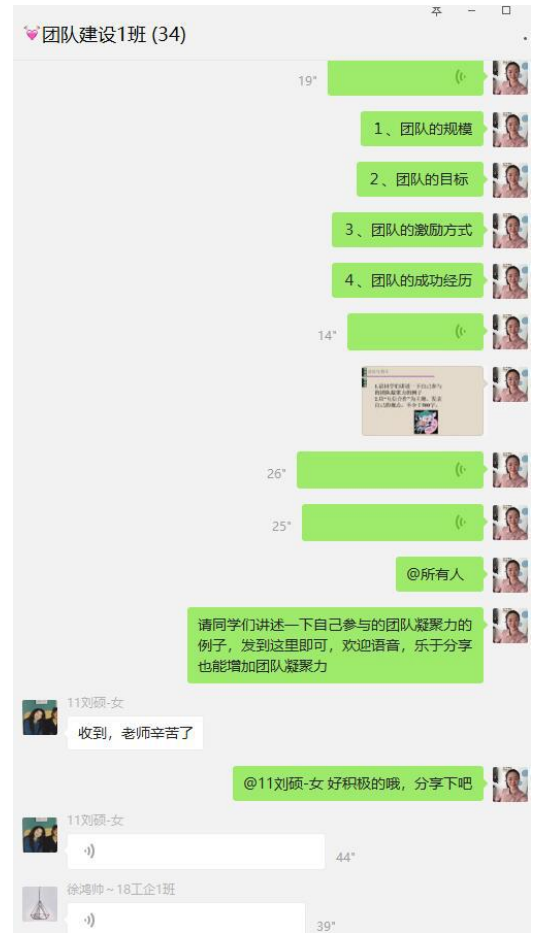 团队建设1班 (34)
19"
1、团队的规模
2、团队的目标
3、团队的激励方式
4、团队的成功经历
14"
26"
25"
@所有人
请同学们讲述一下自己参与的团队凝聚力的
例子，发到这里即可，欢迎语音，乐于分享
也能增加团队凝聚力
11刘硕-女
收到，老师辛苦了
@11刘硕-女 好积极的哦，分享下吧
11刘硕-女
44"
徐鸿帅~18工企1班
39"